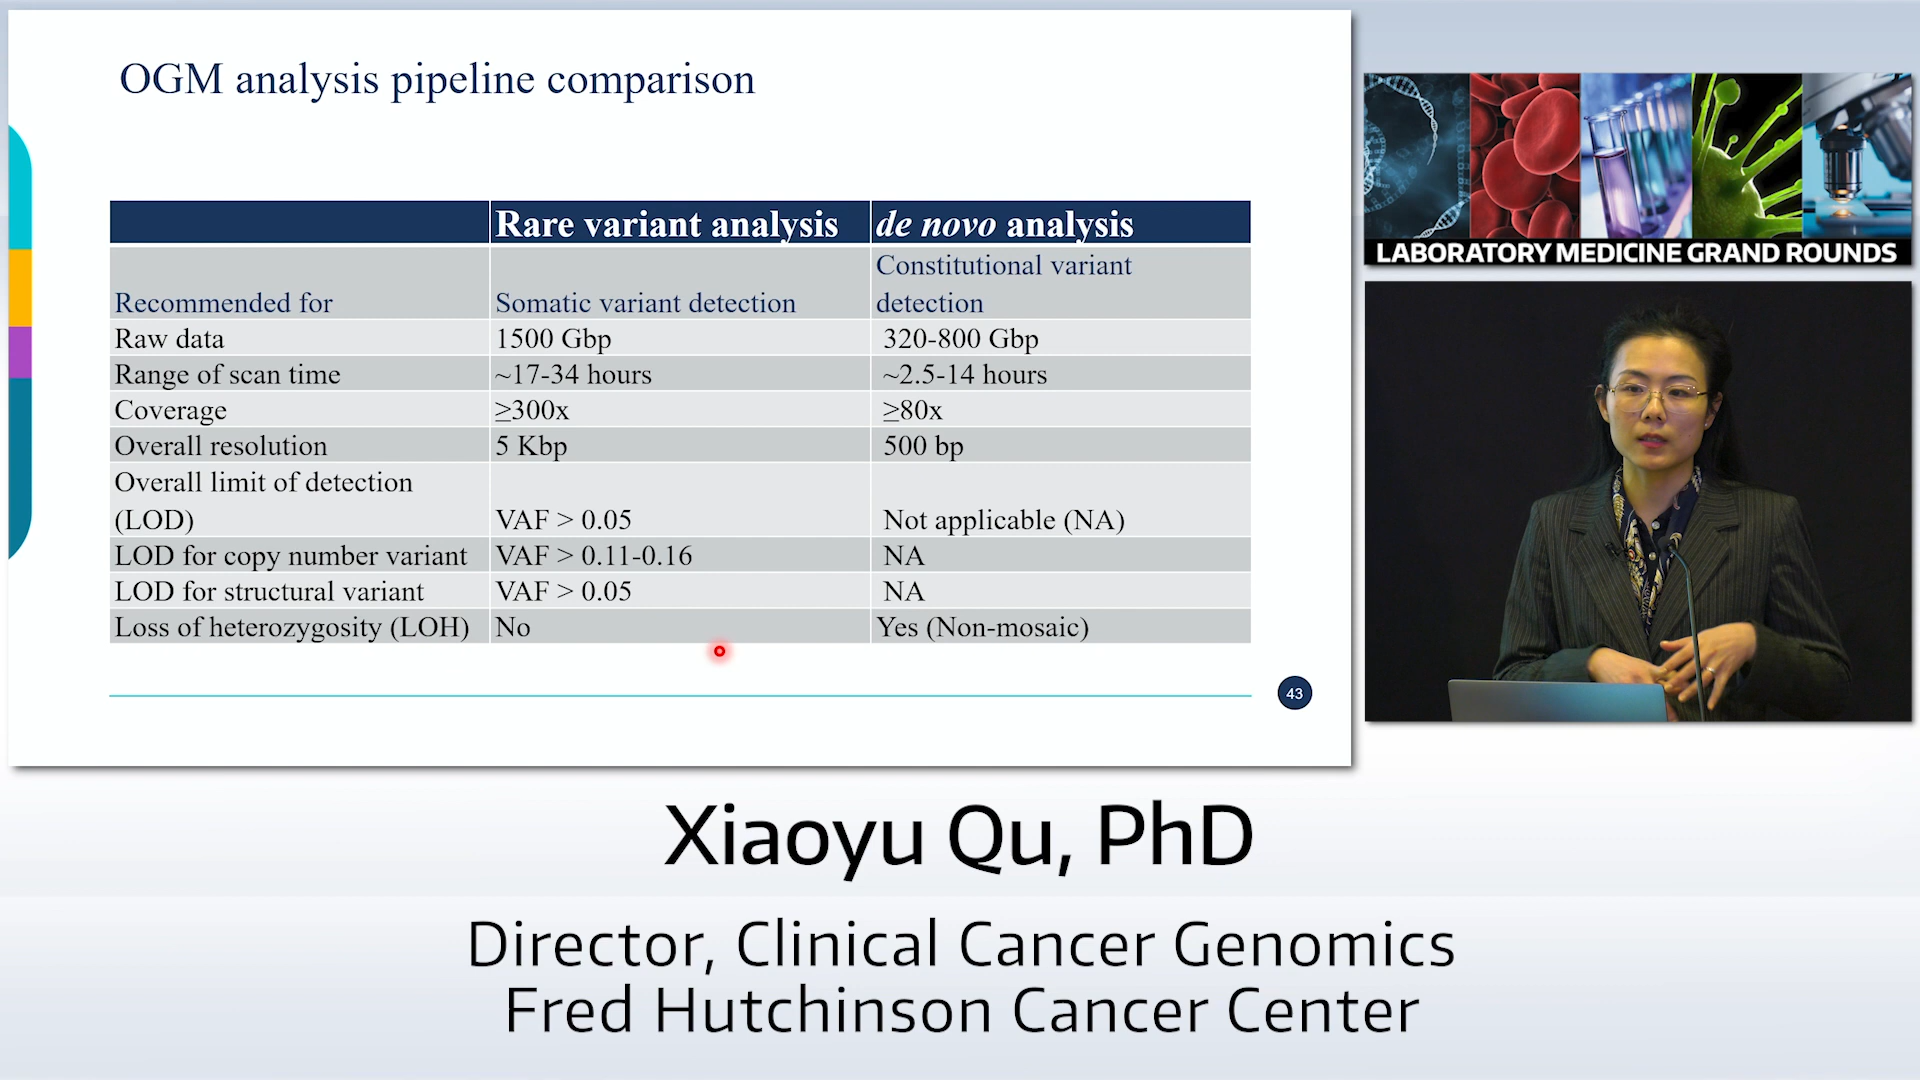 OGM analysis pipeline comparison
Rare variant analysis de novo analysis
Recommended for Somatic variant detection Constitutional variant detection
Raw data 1500 Gbp 320-800 Gbp
Range of scan time ~17-34 hours ~2.5-14 hours
Coverage ≥300x ≥80x
Overall resolution 5 Kbp 500 bp
Overall limit of detection (LOD) VAF > 0.05 Not applicable (NA)
LOD for copy number variant VAF > 0.11-0.16 NA
LOD for structural variant VAF > 0.05 NA
Loss of heterozygosity (LOH) No Yes (Non-mosaic)
43
LABORATORY MEDICINE GRAND ROUNDS
Xiaoyu Qu, PhD
Director, Clinical Cancer Genomics
Fred Hutchinson Cancer Center